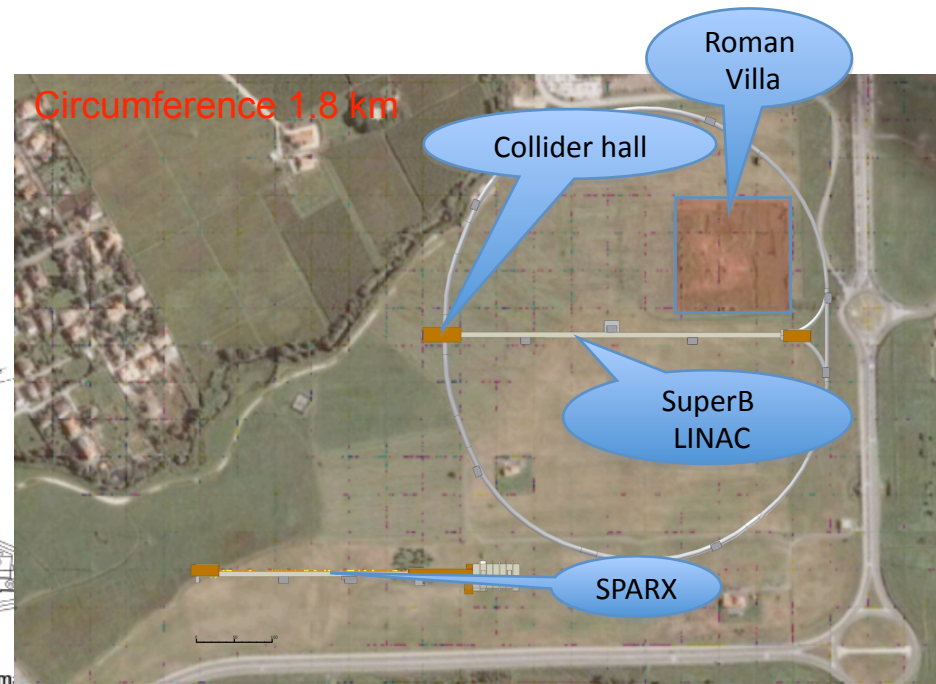 Roman
Villa
Circumference 1.8 km
Collider hall
SuperB
LINAC
SPARX